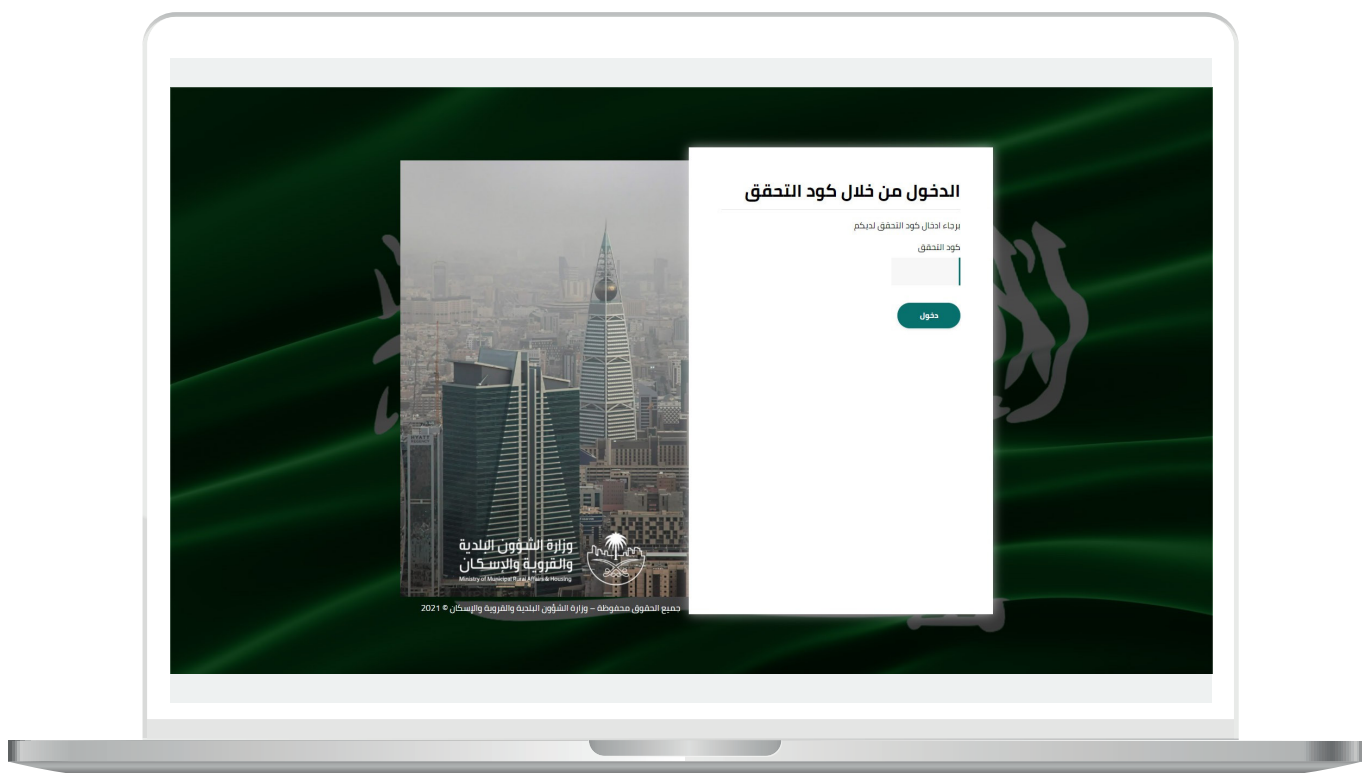 الدخول من خلال كود التحقق
برجاء ادخال كود التحقق لديكم
كود التحقق
دخول
وزارة الشؤون البلدية
والقروية والإسكان
Ministry of Municipal Rural Affairs & Housing
جميع الحقوق محفوظة – وزارة الشؤون البلدية والقروية والإسكان © 2021